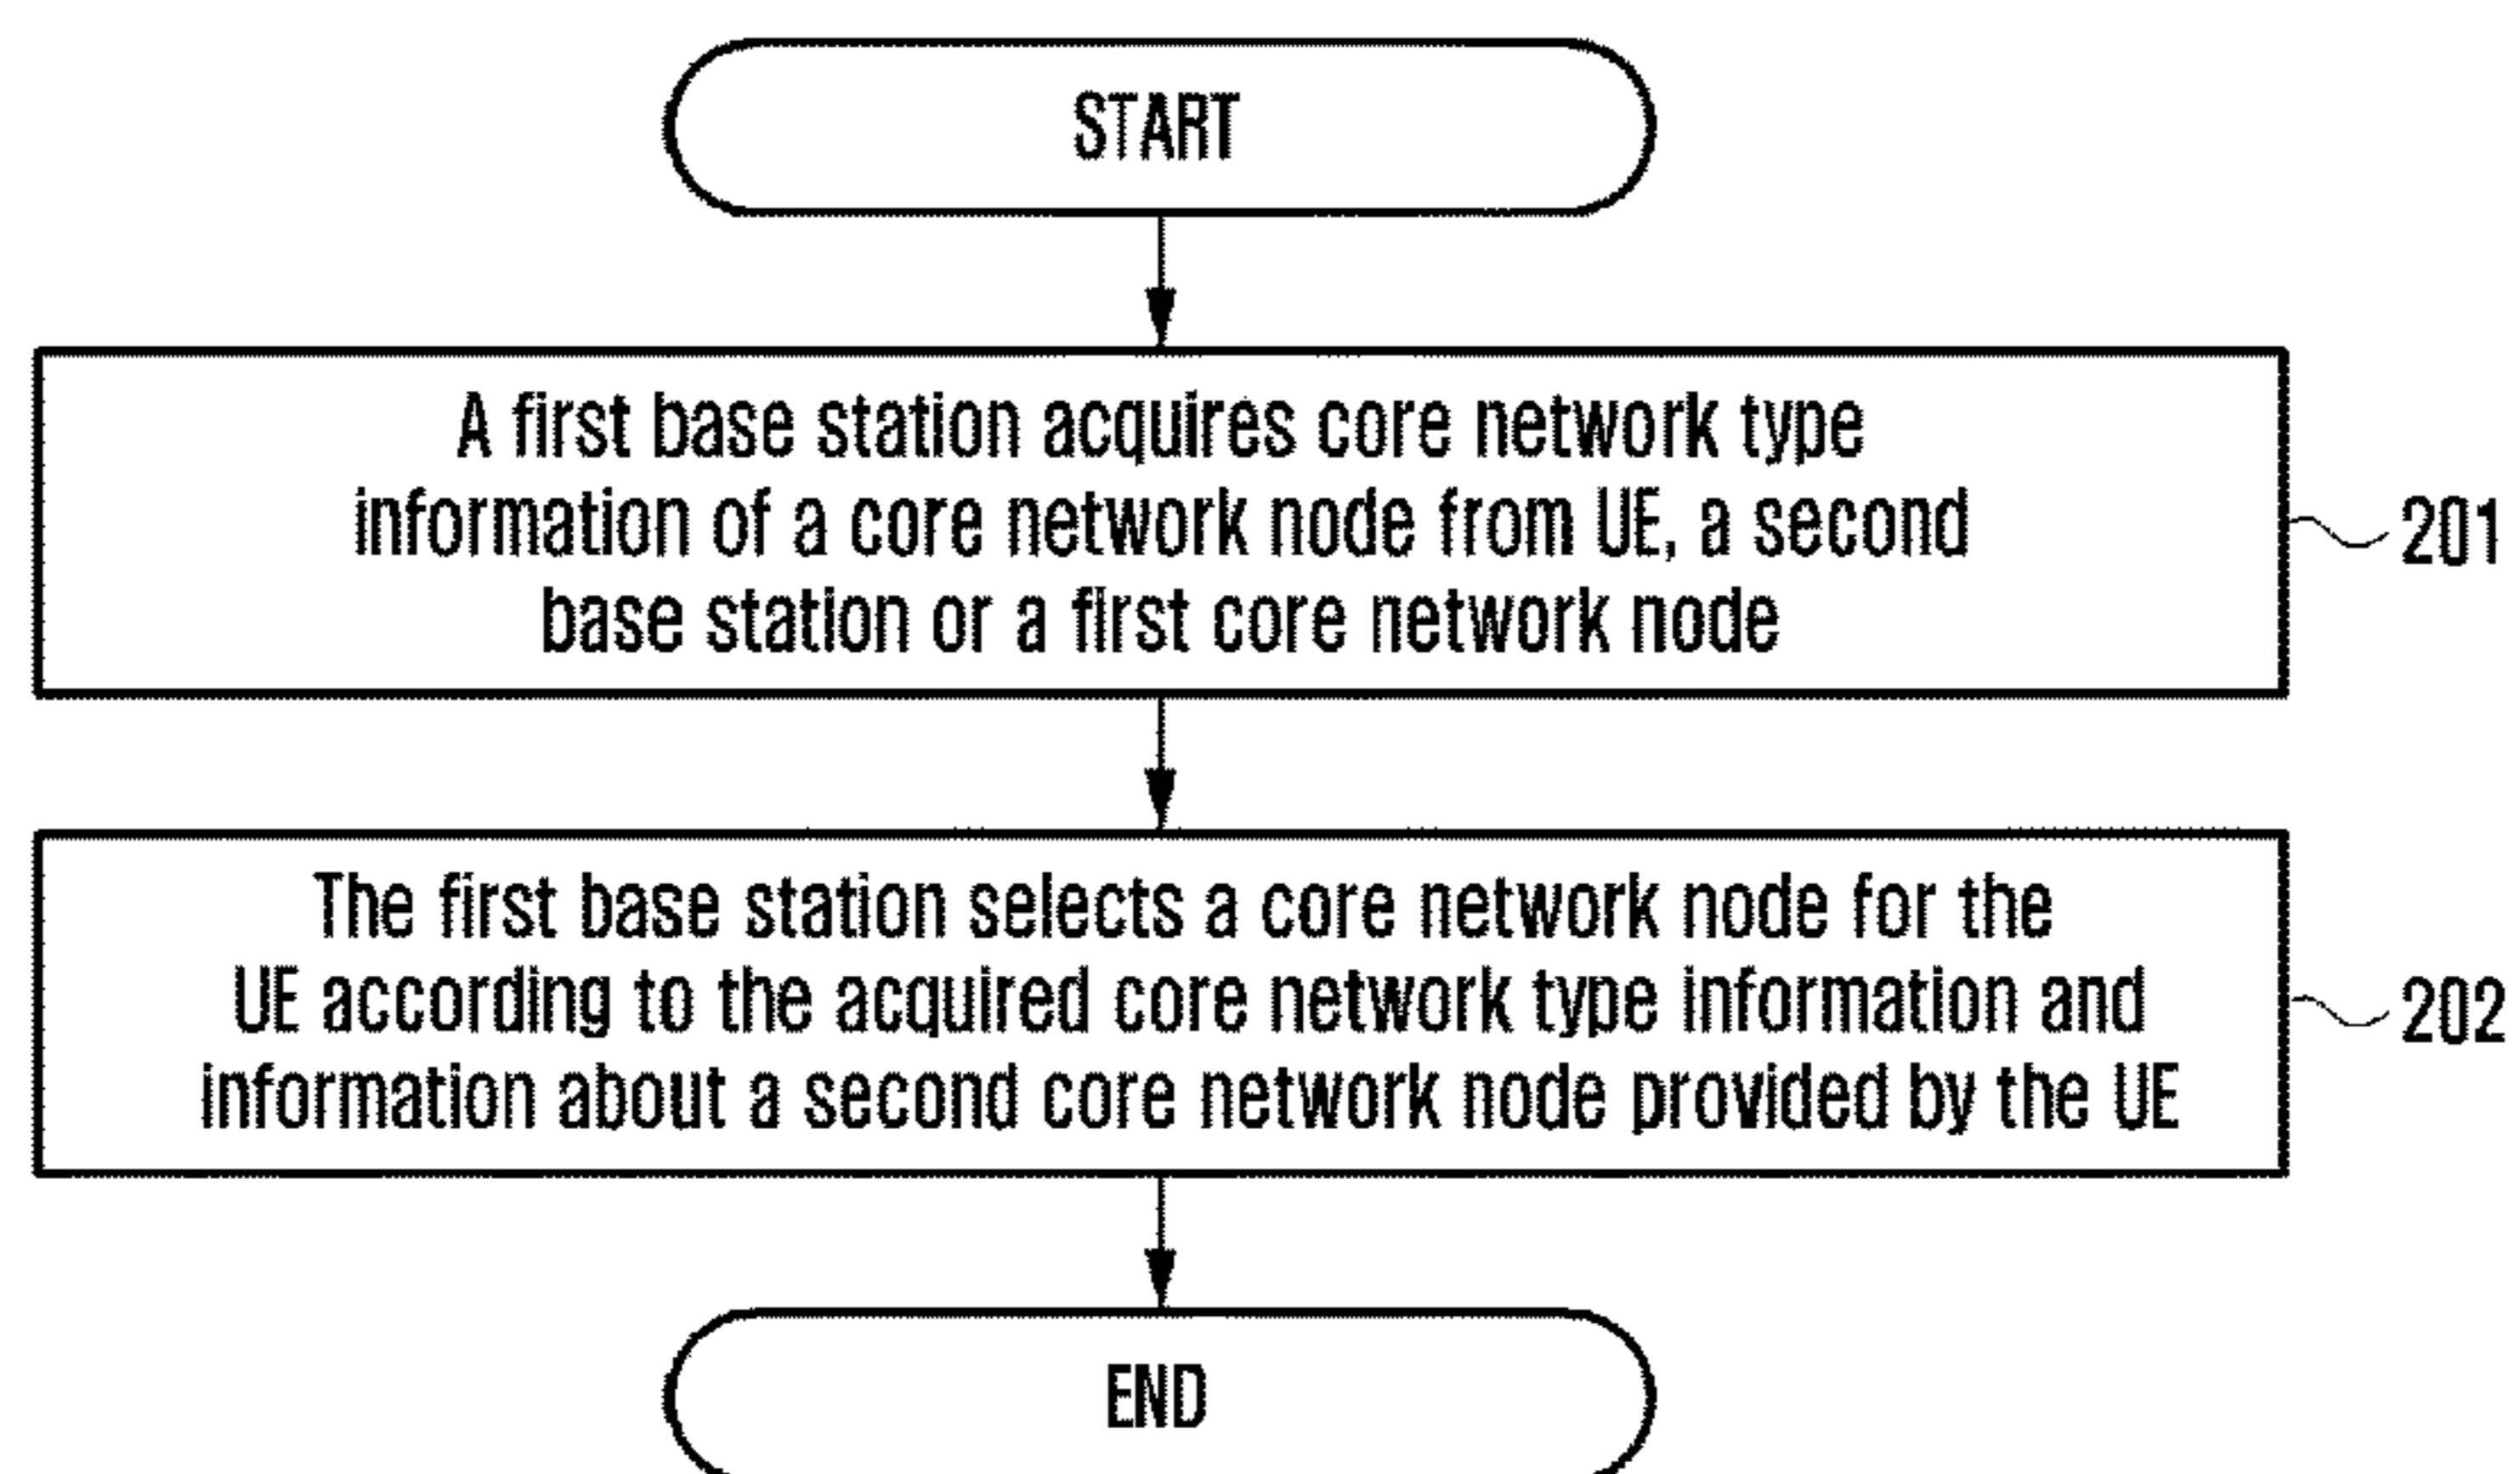 START
A first base station acquires core network type
information of a core network node from UE, a second
base station or a first core network node
201
The first base station selects a core network node for the
UE according to the acquired core network type information and
information about a second core network node provided by the UE
202
END